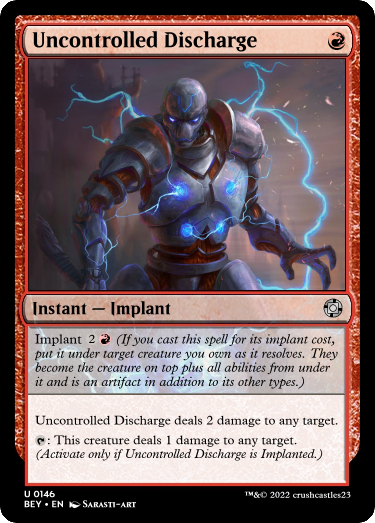 Uncontrolled Discharge
Instant — Implant
Implant 2 (If you cast this spell for its implant cost,
put it under target creature you own as it resolves. They
become the creature on top plus all abilities from under
it and is an artifact in addition to its other types.)
Uncontrolled Discharge deals 2 damage to any target.
: This creature deals 1 damage to any target.
(Activate only if Uncontrolled Discharge is Implanted.)
U 0146
BEY • EN Sarasti-art
™&© 2022 crushcastles23